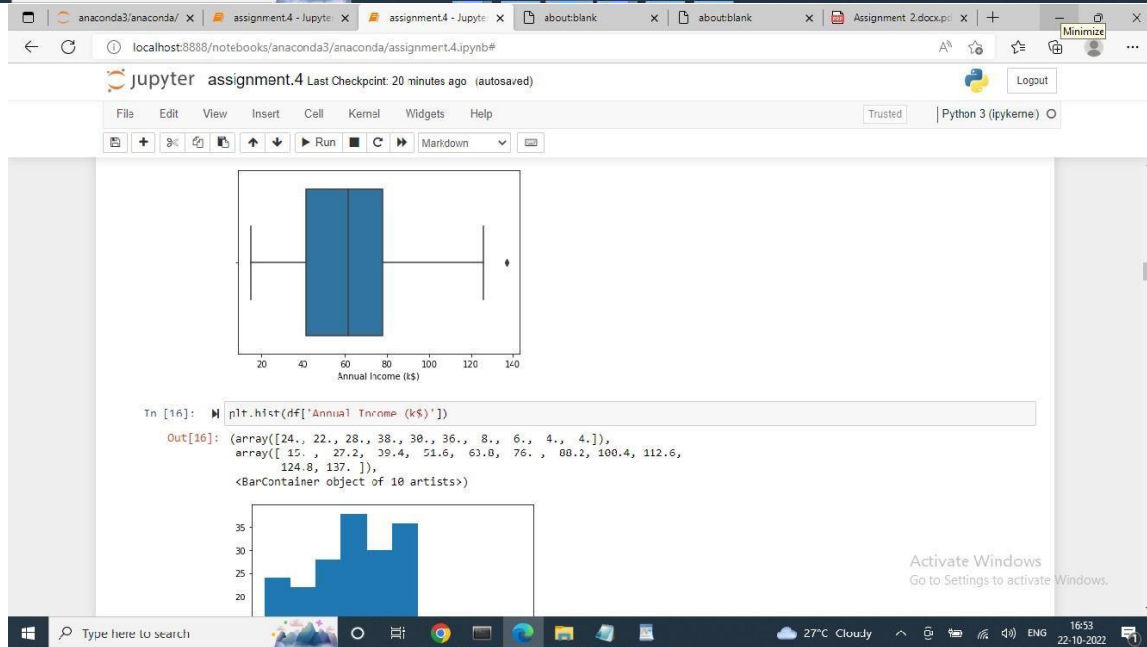 anaconda3/anaconda/
assignment.4 - Jupyte
assignment.4 - Jupyte
about:blank
about:blank
Assignment 2.docx.p
Minimize
localhost:8888/notebooks/anaconda3/anaconda/assignment.4.ipynb#
jupyter assignment.4 Last Checkpoint: 20 minutes ago (autosaved)
Logout
File Edit View Insert Cell Kernel Widgets Help
Trusted
Python 3 (ipykernel)
Run
Markdown
20 40 60 80 100 120 140
Annual Income (k$)
In [16]: plt.hist(df['Annual Income (k$)'])
Out[16]: (array([24., 22., 28., 38., 30., 36., 8., 6., 4., 4.]),
array([ 15. , 27.2, 39.4, 51.6, 63.8, 76. , 88.2, 100.4, 112.6,
124.8, 137. ]),
<BarContainer object of 10 artists>)
35
30
25
20
Activate Windows
Go to Settings to activate Windows.
Type here to search
27°C Cloudy
ENG
16:53
22-10-2022
1